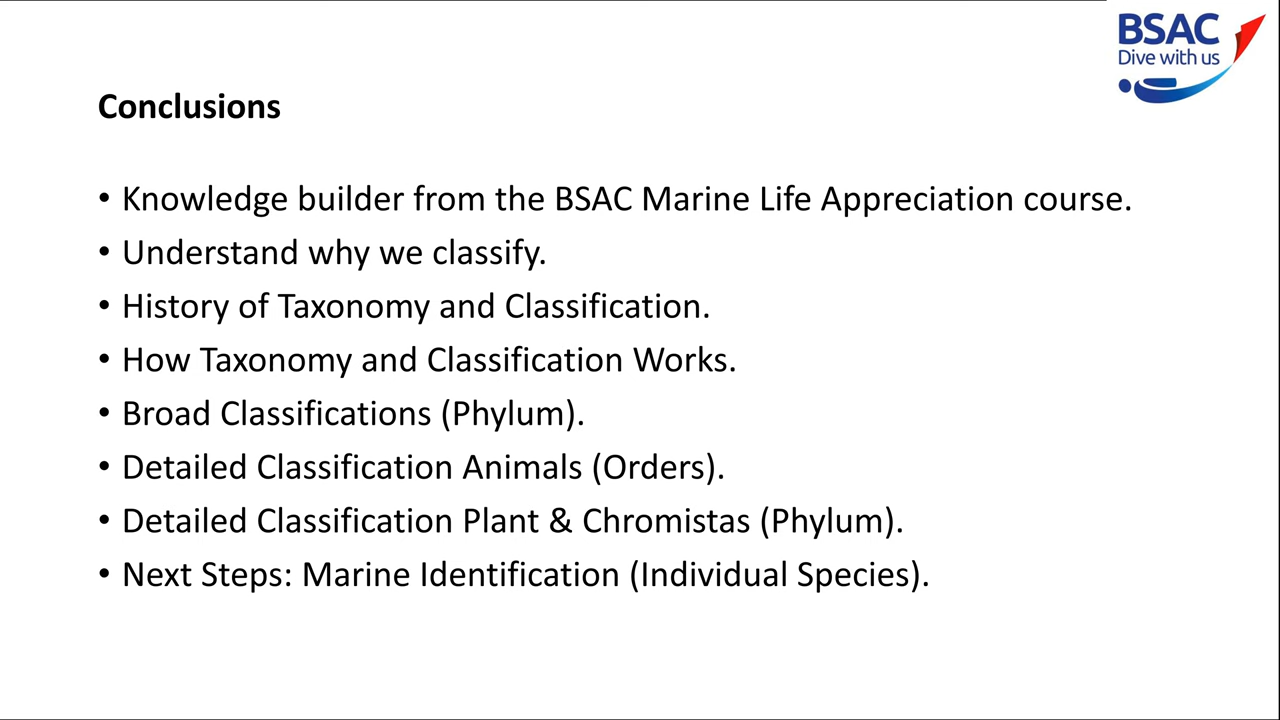 BSAC
Dive with us
Conclusions
• Knowledge builder from the BSAC Marine Life Appreciation course.
• Understand why we classify.
• History of Taxonomy and Classification.
• How Taxonomy and Classification Works.
• Broad Classifications (Phylum).
• Detailed Classification Animals (Orders).
• Detailed Classification Plant & Chromistas (Phylum).
• Next Steps: Marine Identification (Individual Species).